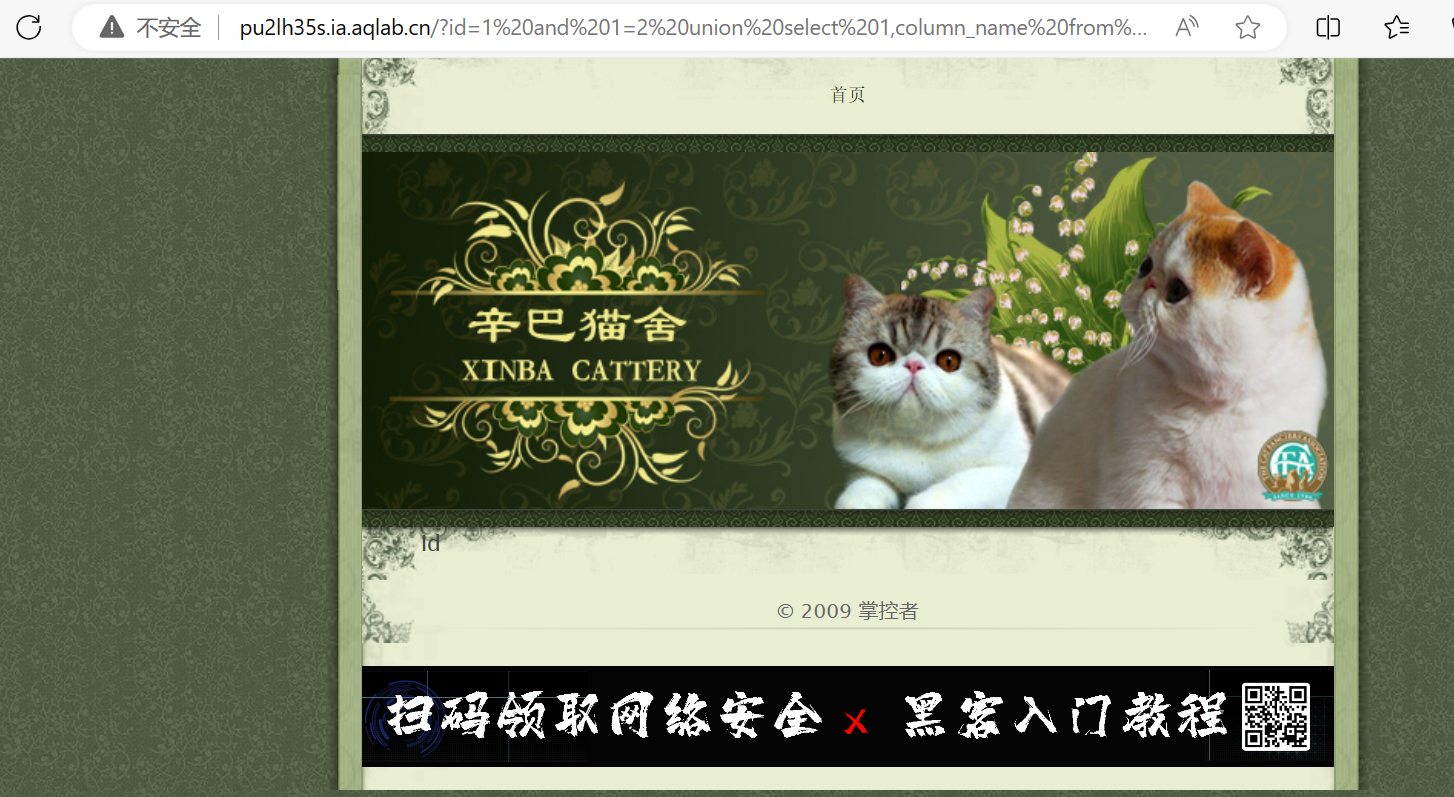 不安全 pu2lh35s.ia.aqlab.cn/?id=1%20and%201=2%20union%20select%201,column_name%20from%...
首页
辛巴猫舍
XINBA CATTERY
Id
© 2009 掌控者
扫码领取网络安全 x 黑客入门教程